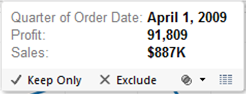 Quarter of Order Date: April 1, 2009
Profit: 91,809
Sales: $887K
Keep Only Exclude